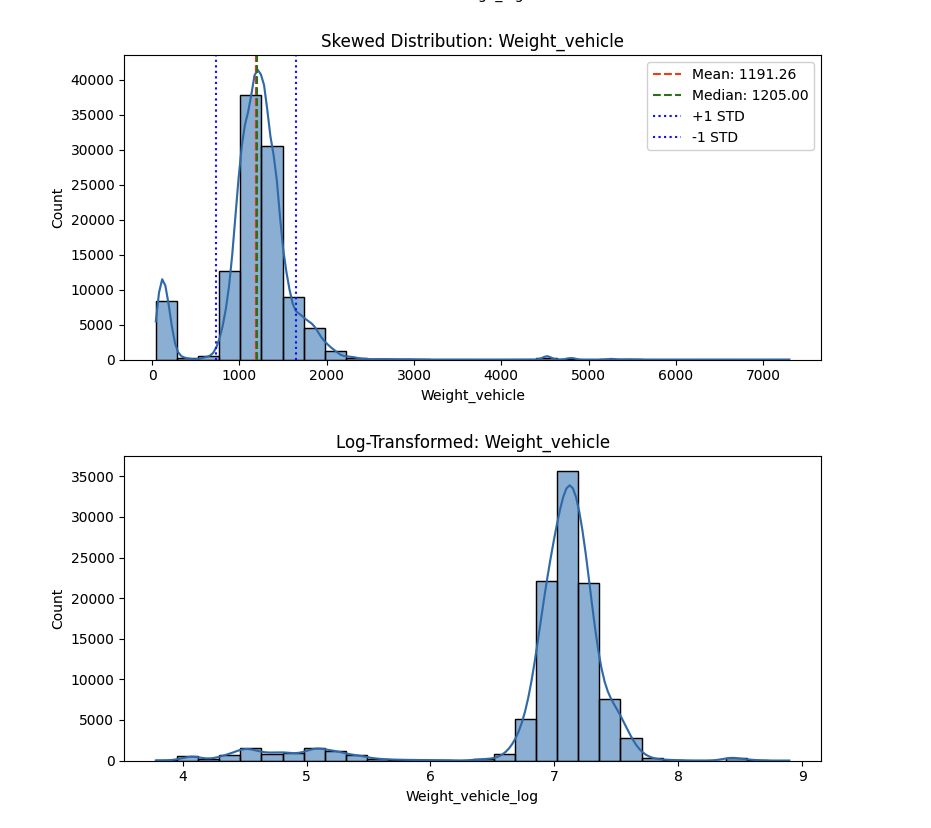 Skewed Distribution: Weight_vehicle
Mean: 1191.26
Median: 1205.00
+1 STD
-1 STD
40000
35000
30000
25000
20000
15000
10000
5000
0
Count
0 1000 2000 3000 4000 5000 6000 7000
Weight_vehicle
Log-Transformed: Weight_vehicle
35000
30000
25000
20000
15000
10000
5000
0
Count
4 5 6 7 8 9
Weight_vehicle_log